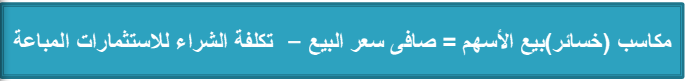 مكاسب (خسائر)بيع الأسهم = صافى سعر البيع – تكلفة الشراء للاستثمارات المباعة